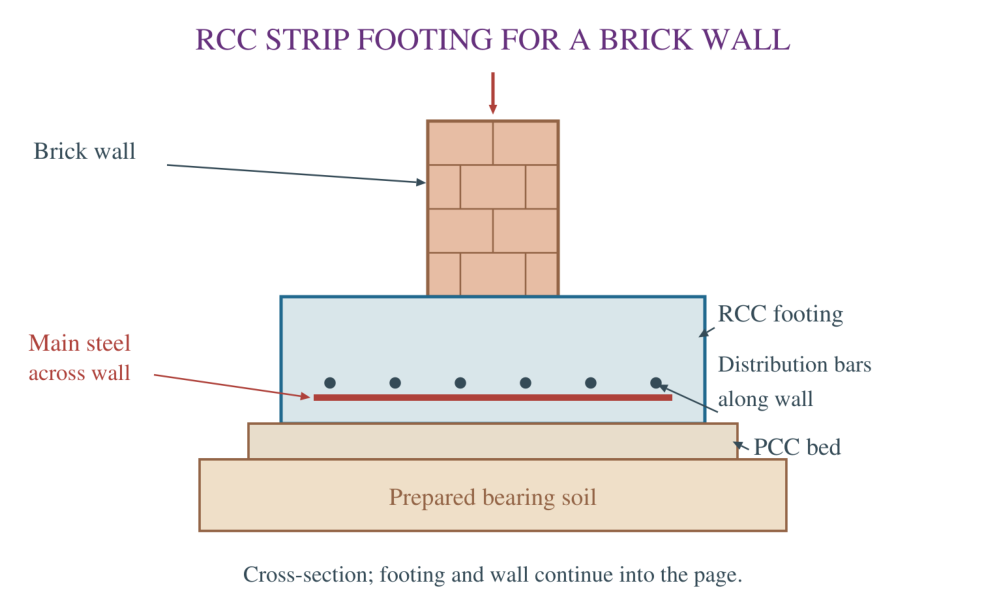 RCC STRIP FOOTING FOR A BRICK WALL
Brick wall
RCC footing
Main steel
across wall
Distribution bars
along wall
PCC bed
Prepared bearing soil
Cross-section; footing and wall continue into the page.